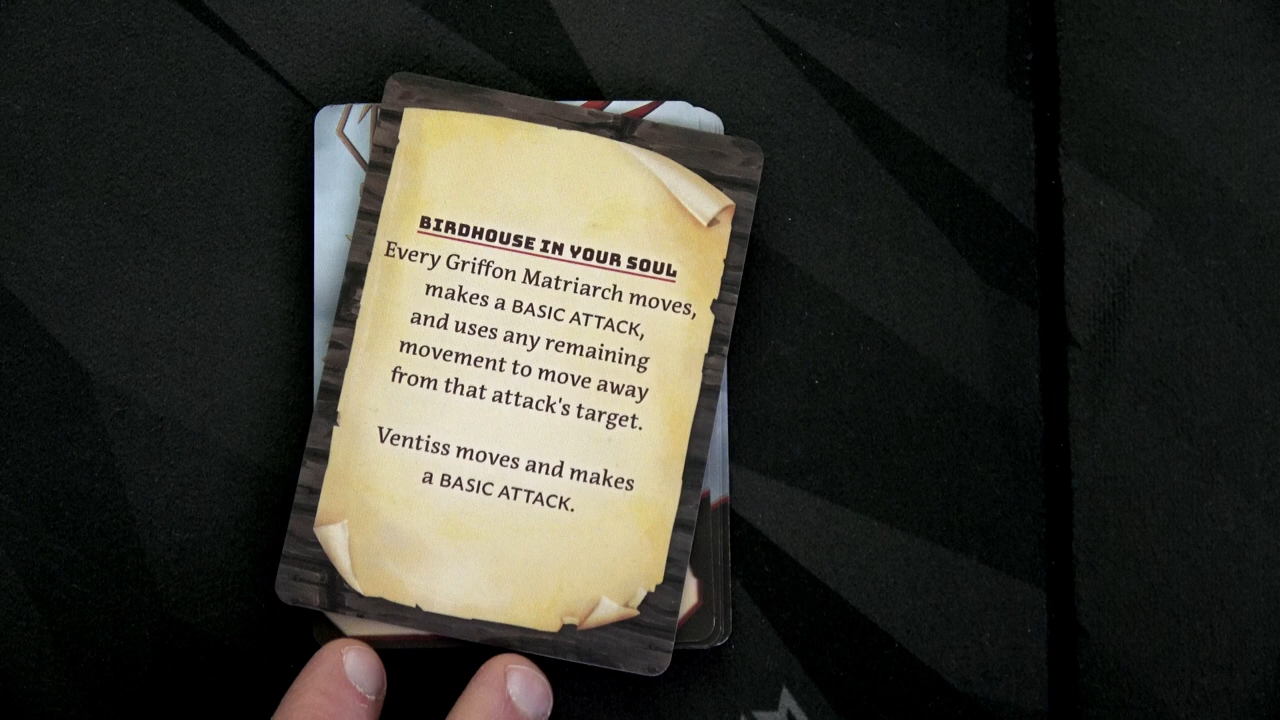 BIRDHOUSE IN YOUR SOUL
Every Griffon Matriarch moves,
makes a BASIC ATTACK,
and uses any remaining
movement to move away
from that attack's target.
Ventiss moves and makes
a BASIC ATTACK.